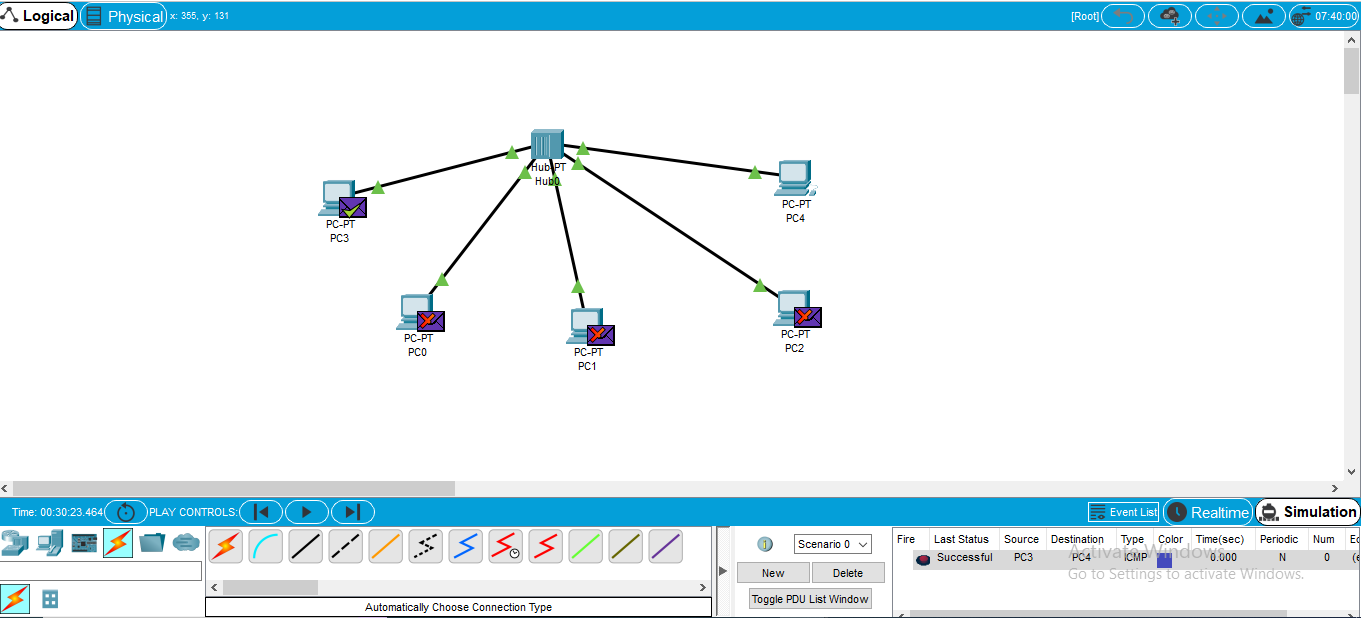 Logical
Physical
x: 355, y: 131
[Root]
07:40:00
Hub-PT
Hub0
PC-PT
PC4
PC-PT
PC3
PC-PT
PC0
PC-PT
PC1
PC-PT
PC2
Time: 00:30:23.464
PLAY CONTROLS:
Event List
Realtime
Simulation
Scenario 0
New
Delete
Toggle PDU List Window
Automatically Choose Connection Type
Fire Last Status Source Destination Type Color Time(sec) Periodic Num Ec
Successful PC3 PC4 ICMP 0.000 N 0 (e
Activate Windows
Go to Settings to activate Windows.